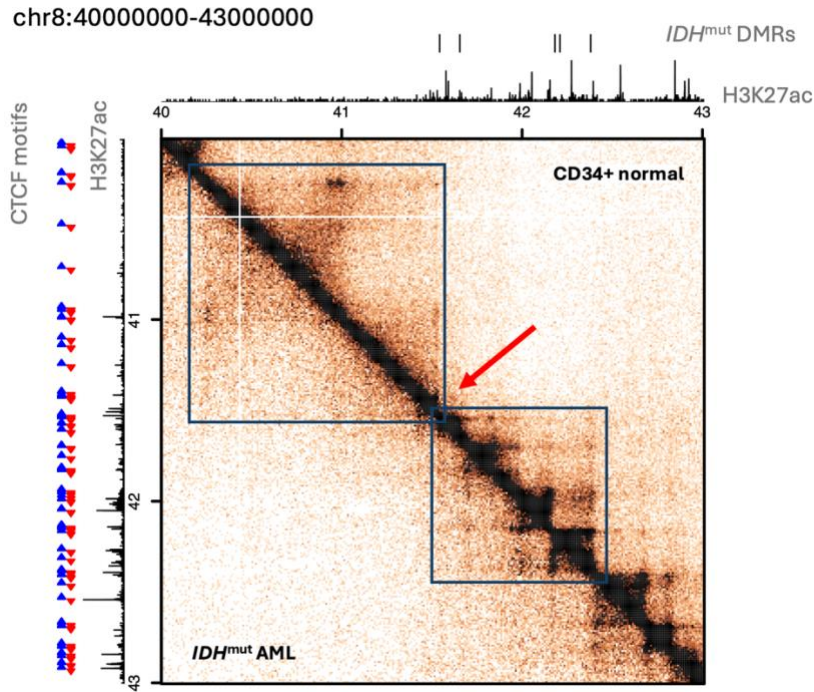 chr8:40000000-43000000
IDHmut DMRs
H3K27ac
40 41 42 43
CTCF motifs
H3K27ac
CD34+ normal
41
42
IDHmut AML
43